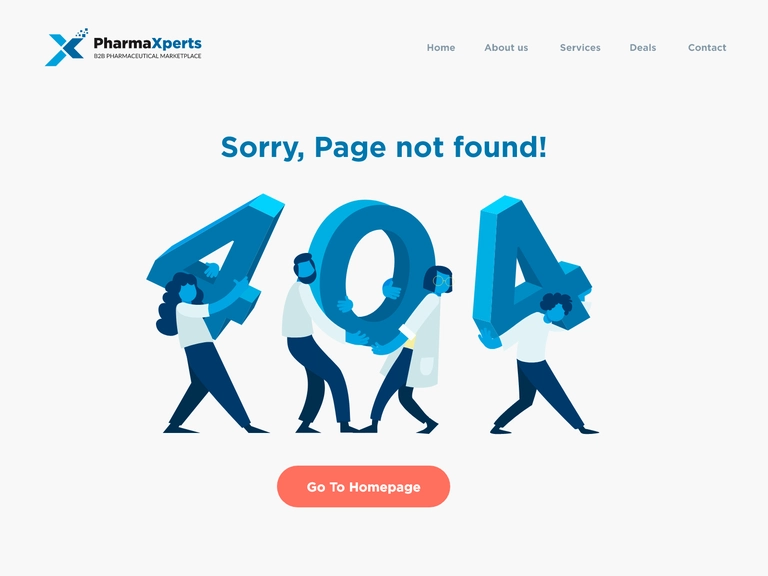 PharmaXperts
B2B PHARMACEUTICAL MARKETPLACE
Home About us Services Deals Contact
Sorry, Page not found!
404
Go To Homepage